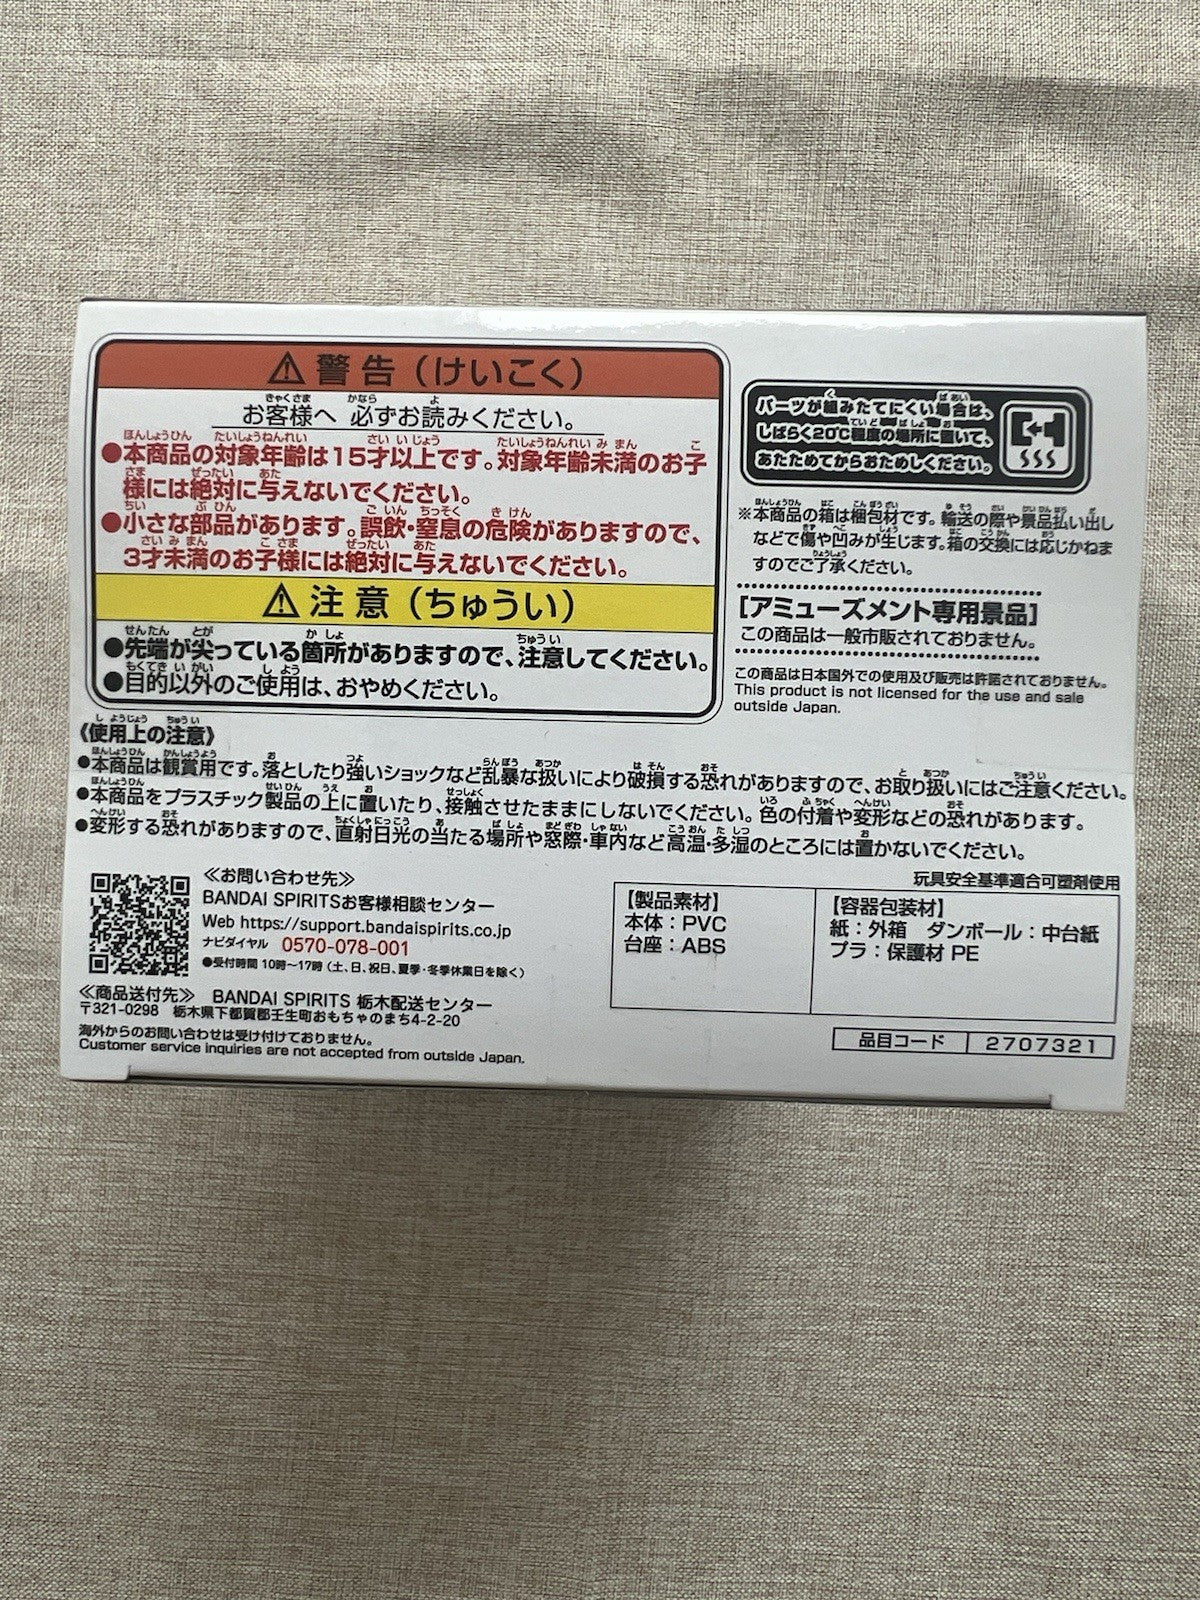 ⚠警告（けいこく）
お客様へ 必ずお読みください。
●本商品の対象年齢は15才以上です。対象年齢未満のお子
様には絶対に与えないでください。
●小さな部品があります。誤飲・窒息の危険がありますので、
3才未満のお子様には絶対に与えないでください。
⚠注意（ちゅうい）
●先端が尖っている箇所がありますので、注意してください。
●目的以外のご使用は、おやめください。
パーツが組みたてにくい場合は、
しばらく20℃程度の場所に置いて、
あたためてからおためしください。
※本商品の箱は梱包材です。輸送の際や景品払い出し
などで傷や凹みが生じます。箱の交換には応じかねま
すのでご了承ください。
【アミューズメント専用景品】
この商品は一般市販されておりません。
この商品は日本国外での使用及び販売は許諾されておりません。
This product is not licensed for the use and sale
outside Japan.
《使用上の注意》
●本商品は観賞用です。落としたり強いショックなど乱暴な扱いにより破損する恐れがありますので、お取り扱いにはご注意ください。
●本商品をプラスチック製品の上に置いたり、接触させたままにしないでください。色の付着や変形などの恐れがあります。
●変形する恐れがありますので、直射日光の当たる場所や窓際・車内など高温・多湿のところには置かないでください。
≪お問い合わせ先≫
BANDAI SPIRITSお客様相談センター
Web https://support.bandaispirits.co.jp
ナビダイヤル 0570-078-001
●受付時間 10時～17時（土、日、祝日、夏季・冬季休業日を除く）
≪商品送付先≫ BANDAI SPIRITS 栃木配送センター
〒321-0298 栃木県下都賀郡壬生町おもちゃのまち4-2-20
海外からのお問い合わせは受け付けておりません。
Customer service inquiries are not accepted from outside Japan.
玩具安全基準適合可塑剤使用
【製品素材】
本体：PVC
台座：ABS
【容器包装材】
紙：外箱 ダンボール：中台紙
プラ：保護材 PE
品目コード 2707321